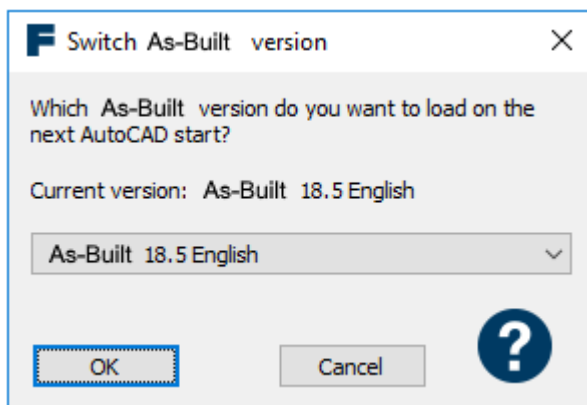 Switch As-Built version
Which As-Built version do you want to load on the
next AutoCAD start?
Current version: As-Built 18.5 English
As-Built 18.5 English
OK Cancel ?